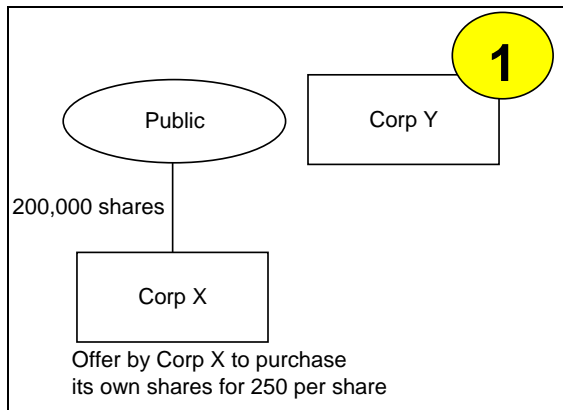 1
Public
Corp Y
200,000 shares
Corp X
Offer by Corp X to purchase
its own shares for 250 per share